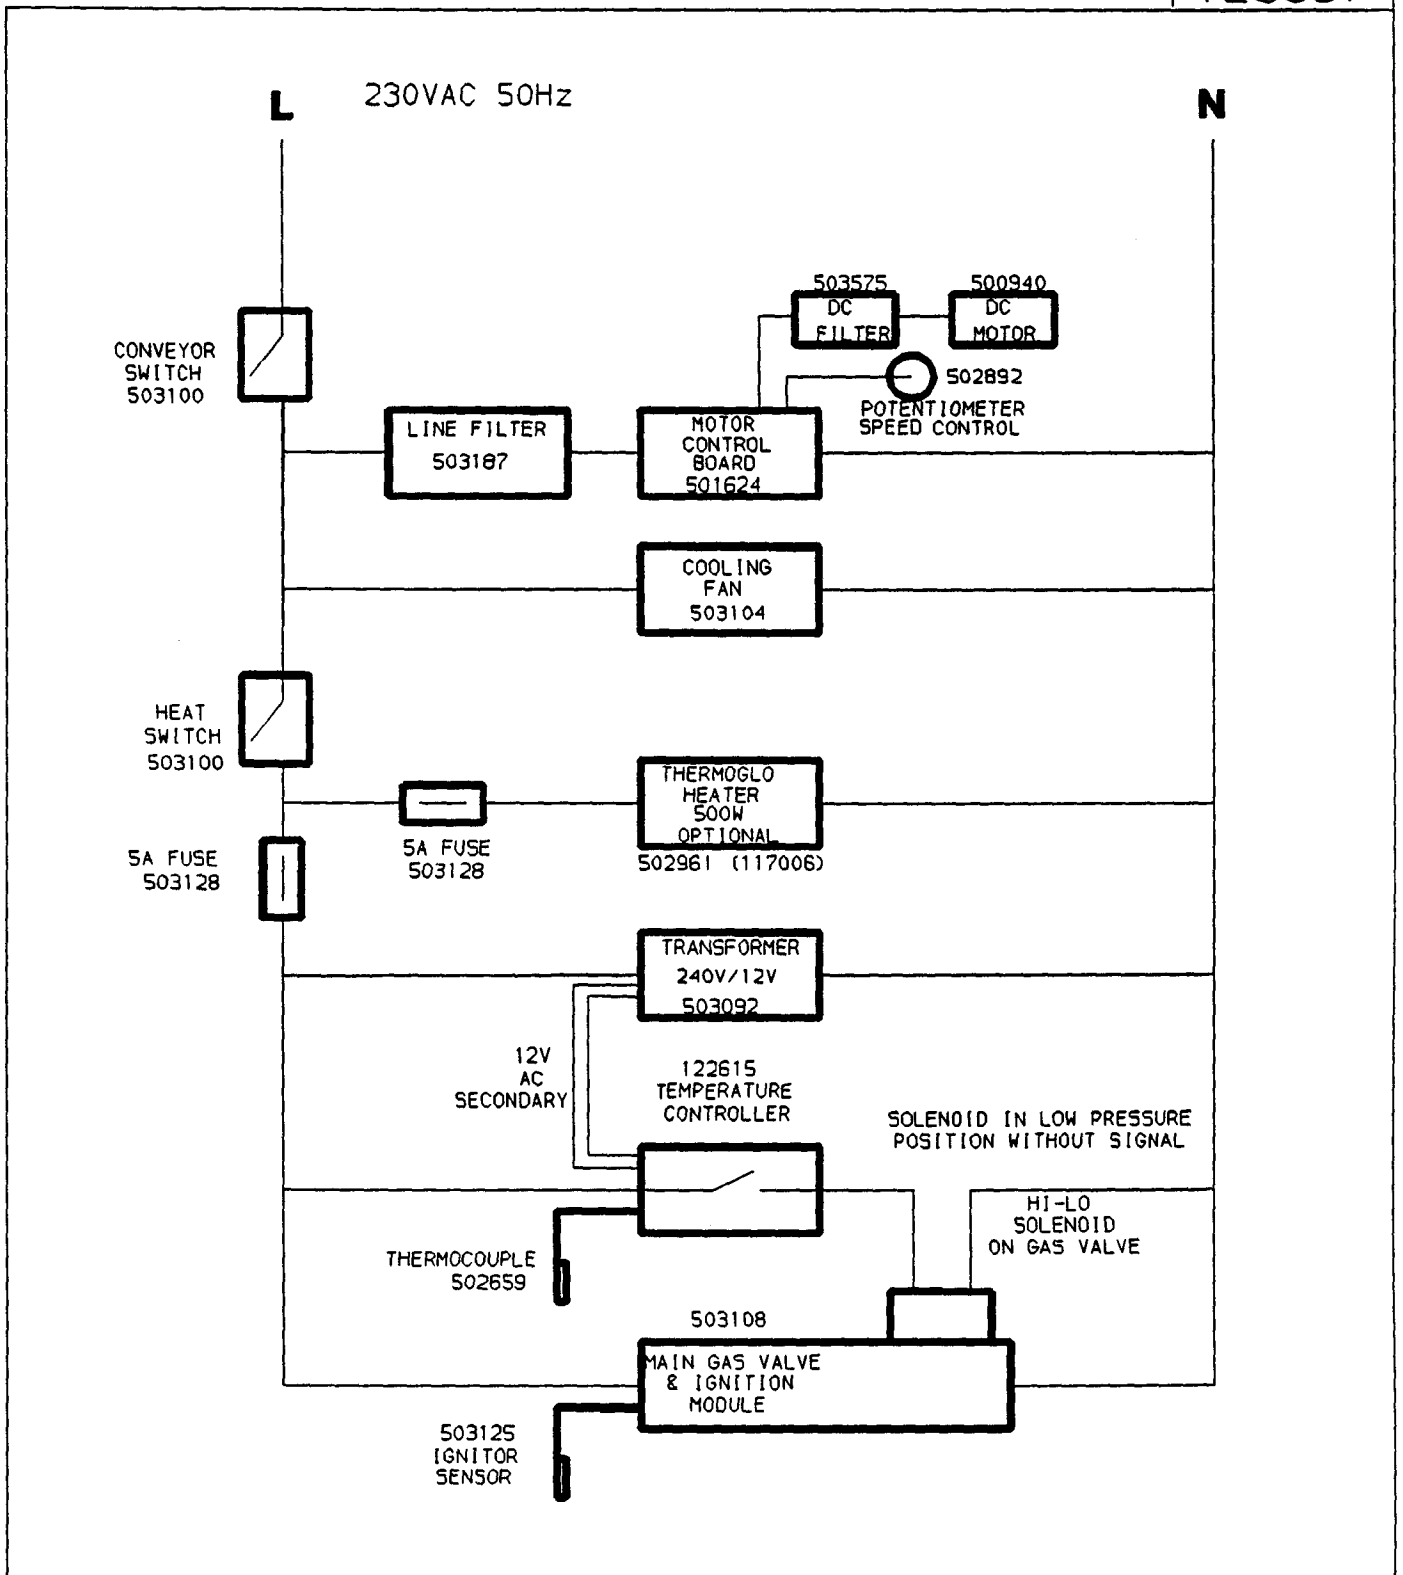 L
230VAC 50Hz
N
503575
DC
FILTER
500940
DC
MOTOR
CONVEYOR
SWITCH
503100
502892
POTENTIOMETER
SPEED CONTROL
LINE FILTER
503187
MOTOR
CONTROL
BOARD
501624
COOLING
FAN
503104
HEAT
SWITCH
503100
THERMOGLO
HEATER
500W
OPTIONAL
502961 (117006)
5A FUSE
503128
5A FUSE
503128
TRANSFORMER
240V/12V
503092
12V
AC
SECONDARY
122615
TEMPERATURE
CONTROLLER
SOLENOID IN LOW PRESSURE
POSITION WITHOUT SIGNAL
HI-LO
SOLENOID
ON GAS VALVE
THERMOCOUPLE
502659
503108
MAIN GAS VALVE
& IGNITION
MODULE
503125
IGNITOR
SENSOR